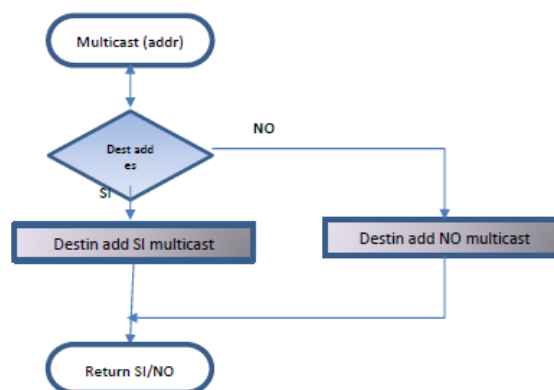 Multicast (addr)
NO
Dest add
es
SI
Destin add SI multicast
Destin add NO multicast
Return SI/NO